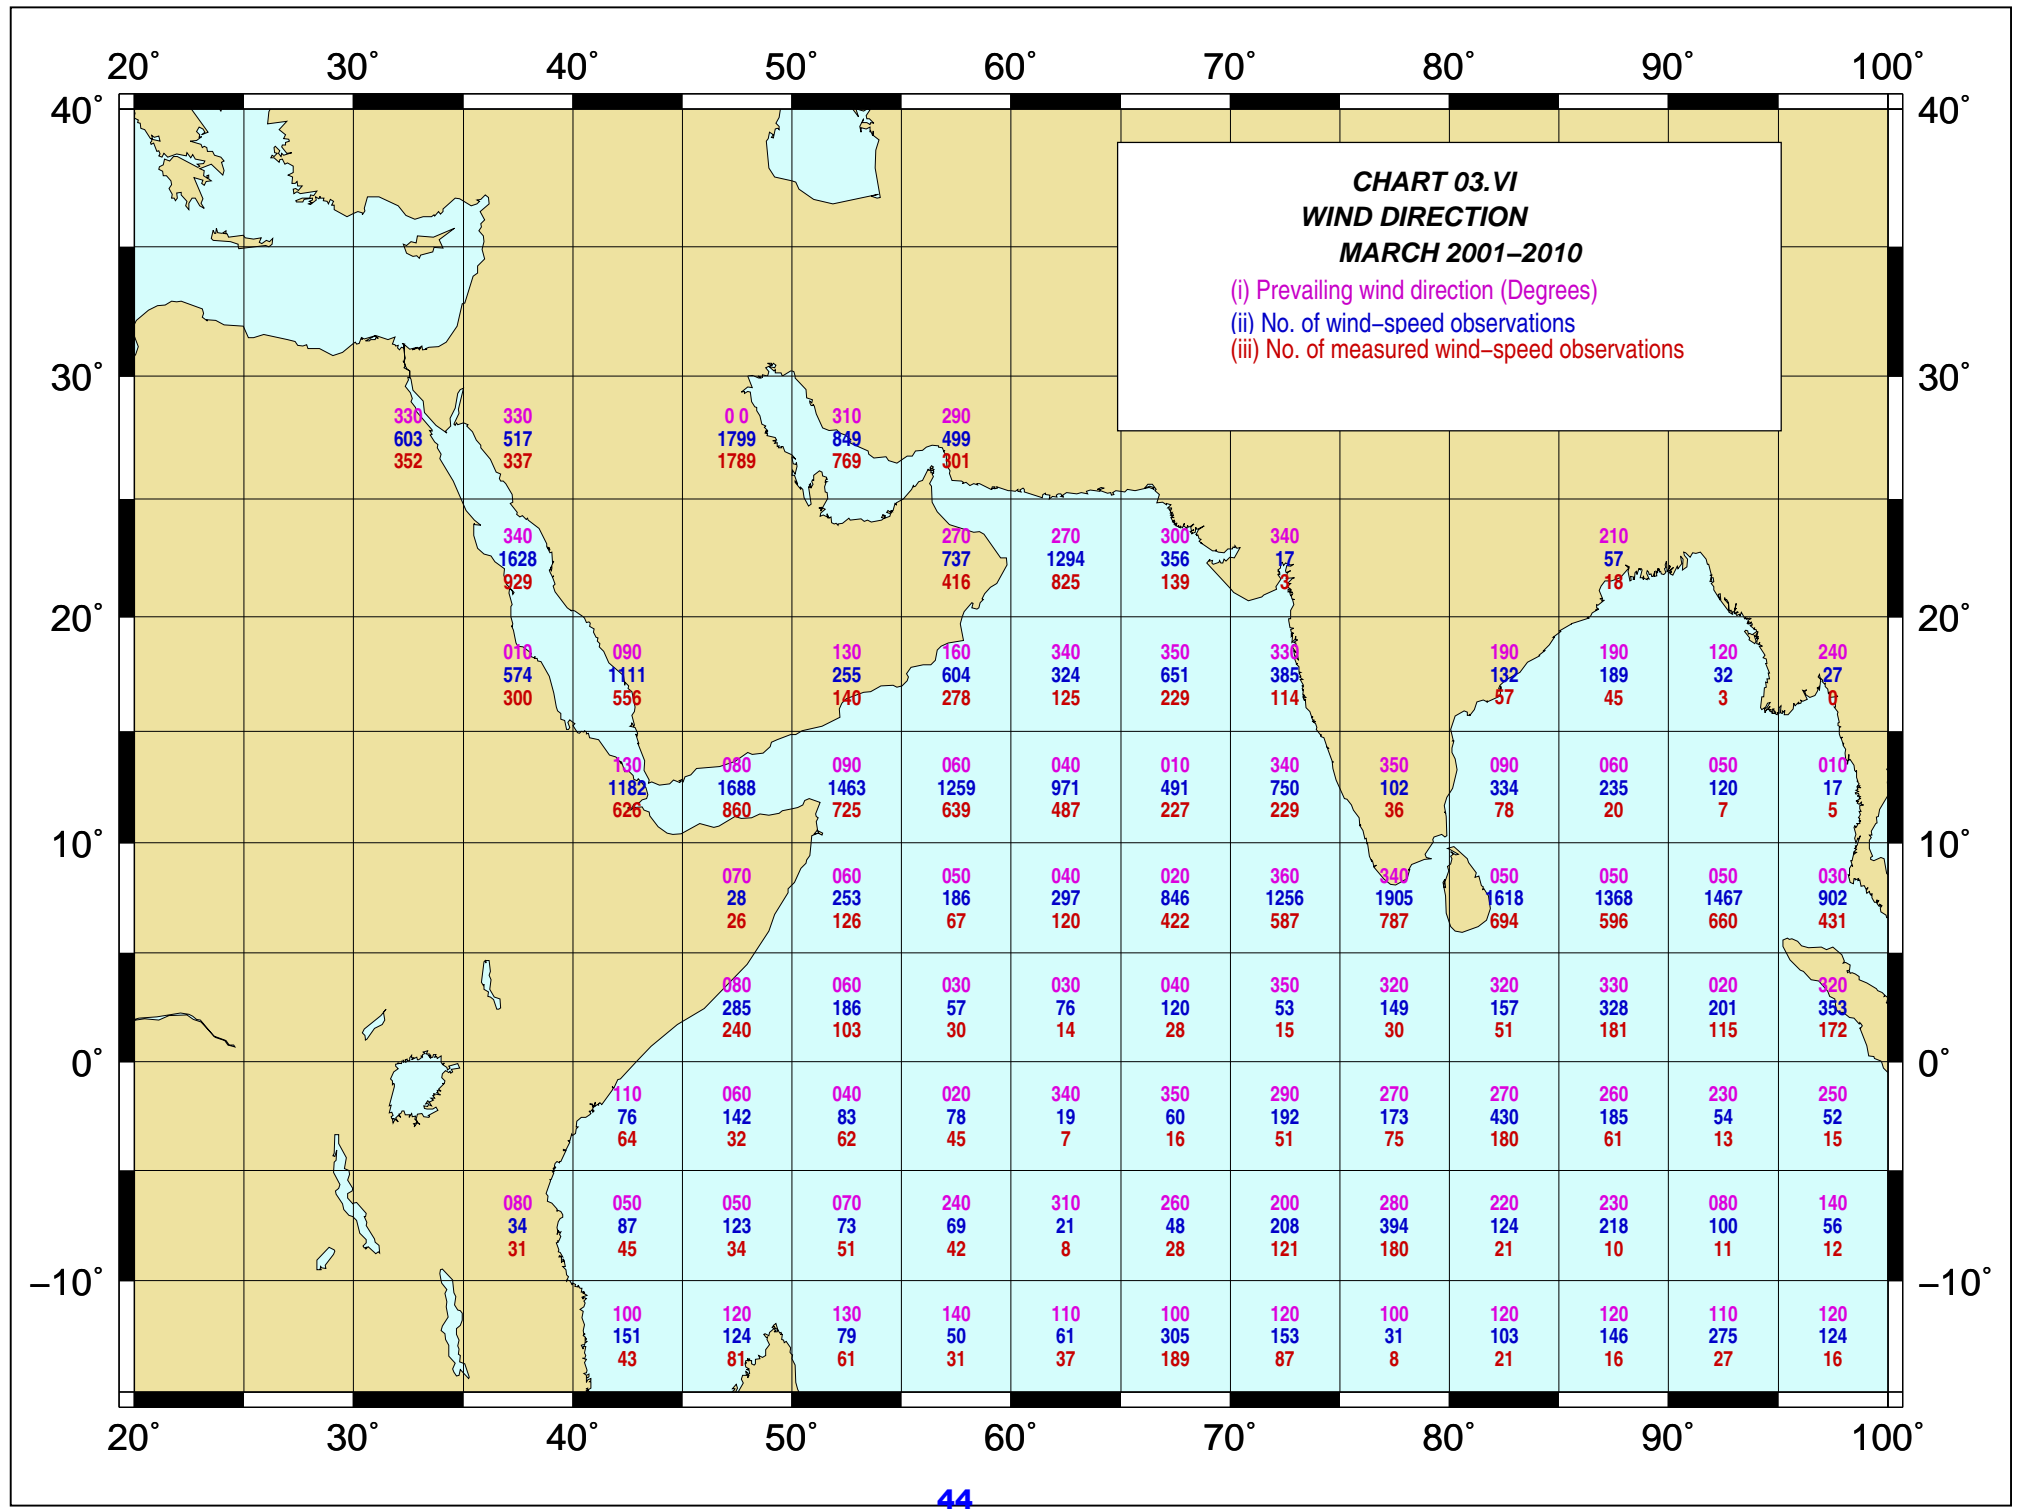 20° 30° 40° 50° 60° 70° 80° 90° 100°
40° 40°
CHART 03.VI
WIND DIRECTION
MARCH 2001–2010
(i) Prevailing wind direction (Degrees)
(ii) No. of wind–speed observations
(iii) No. of measured wind–speed observations
30° 30°
330 330 0 0 310 290
603 517 1799 849 499
352 337 1789 769 301
340 270 270 300 340 210
1628 737 1294 356 17 57
929 416 825 139 3 18
20° 20°
010 090 130 160 340 350 330 190 190 120 240
574 1111 255 604 324 651 385 132 189 32 27
300 556 140 278 125 229 114 57 45 3 0
130 080 090 060 040 010 340 350 090 060 050 010
1182 1688 1463 1259 971 491 750 102 334 235 120 17
626 860 725 639 487 227 229 36 78 20 7 5
10° 10°
070 060 050 040 020 360 340 050 050 050 030
28 253 186 297 846 1256 1905 1618 1368 1467 902
26 126 67 120 422 587 787 694 596 660 431
080 060 030 030 040 350 320 320 330 020 320
285 186 57 76 120 53 149 157 328 201 353
240 103 30 14 28 15 30 51 181 115 172
0° 0°
110 060 040 020 340 350 290 270 270 260 230 250
76 142 83 78 19 60 192 173 430 185 54 52
64 32 62 45 7 16 51 75 180 61 13 15
080 050 050 070 240 310 260 200 280 220 230 080 140
34 87 123 73 69 21 48 208 394 124 218 100 56
31 45 34 51 42 8 28 121 180 21 10 11 12
–10° –10°
100 120 130 140 110 100 120 100 120 120 110 120
151 124 79 50 61 305 153 31 103 146 275 124
43 81 61 31 37 189 87 8 21 16 27 16
20° 30° 40° 50° 60° 70° 80° 90° 100°
44